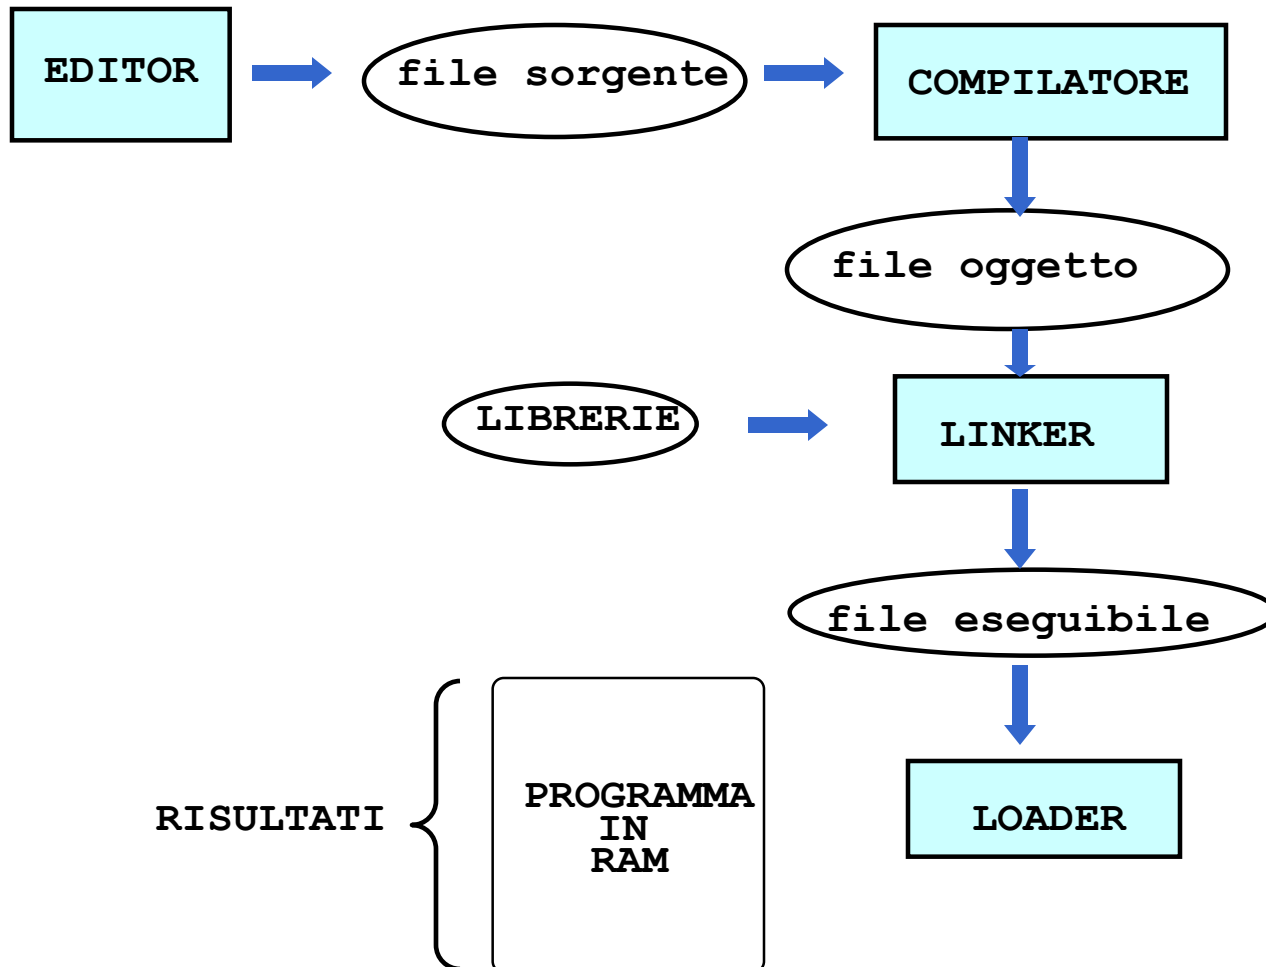 EDITOR
file sorgente
COMPILATORE
file oggetto
LIBRERIE
LINKER
file eseguibile
RISULTATI
PROGRAMMA
IN
RAM
LOADER